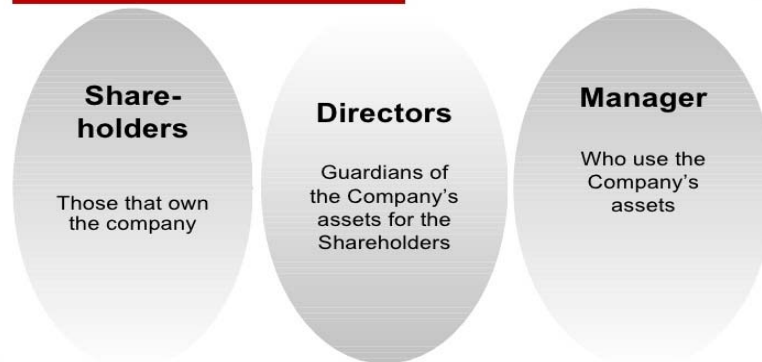 Share-
holders
Those that own
the company
Directors
Guardians of
the Company's
assets for the
Shareholders
Manager
Who use the
Company's
assets